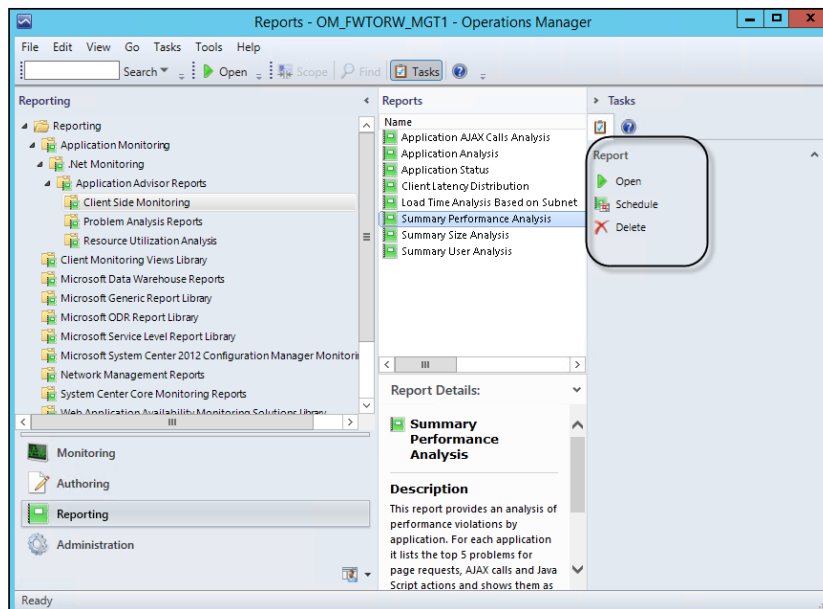 Reports - OM_FWTORW_MGT1 - Operations Manager
File Edit View Go Tasks Tools Help
Search Open Scope Find Tasks
Reporting
Reporting
Application Monitoring
.Net Monitoring
Application Advisor Reports
Client Side Monitoring
Problem Analysis Reports
Resource Utilization Analysis
Client Monitoring Views Library
Microsoft Data Warehouse Reports
Microsoft Generic Report Library
Microsoft ODR Report Library
Microsoft Service Level Report Library
Microsoft System Center 2012 Configuration Manager Monitorin
Network Management Reports
System Center Core Monitoring Reports
Web Application Availability Monitoring Solutions library
Monitoring
Authoring
Reporting
Administration
Reports
Name
Application AJAX Calls Analysis
Application Analysis
Application Status
Client Latency Distribution
Load Time Analysis Based on Subnet
Summary Performance Analysis
Summary Size Analysis
Summary User Analysis
Report Details:
Summary
Performance
Analysis
Description
This report provides an analysis of
performance violations by
application. For each application
it lists the top 5 problems for
page requests, AJAX calls and Java
Script actions and shows them as
Tasks
Report
Open
Schedule
Delete
Ready